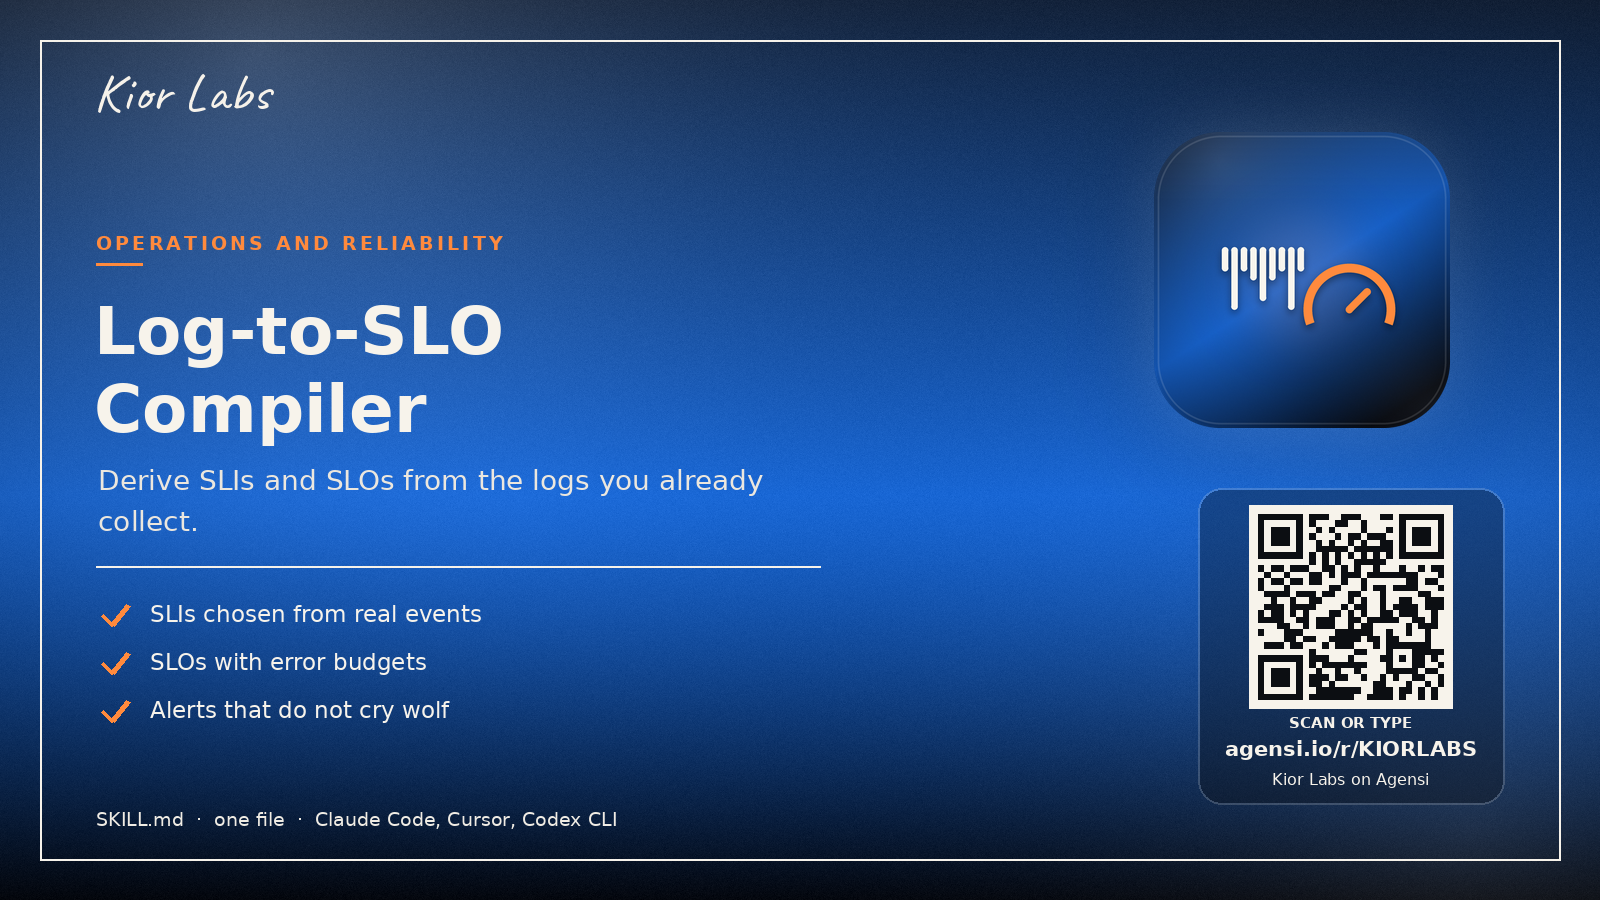 Kior Labs
OPERATIONS AND RELIABILITY
Log-to-SLO
Compiler
Derive SLIs and SLOs from the logs you already
collect.
SLIs chosen from real events
SLOs with error budgets
Alerts that do not cry wolf
SKILL.md · one file · Claude Code, Cursor, Codex CLI
SCAN OR TYPE
agensi.io/r/KIORLABS
Kior Labs on Agensi